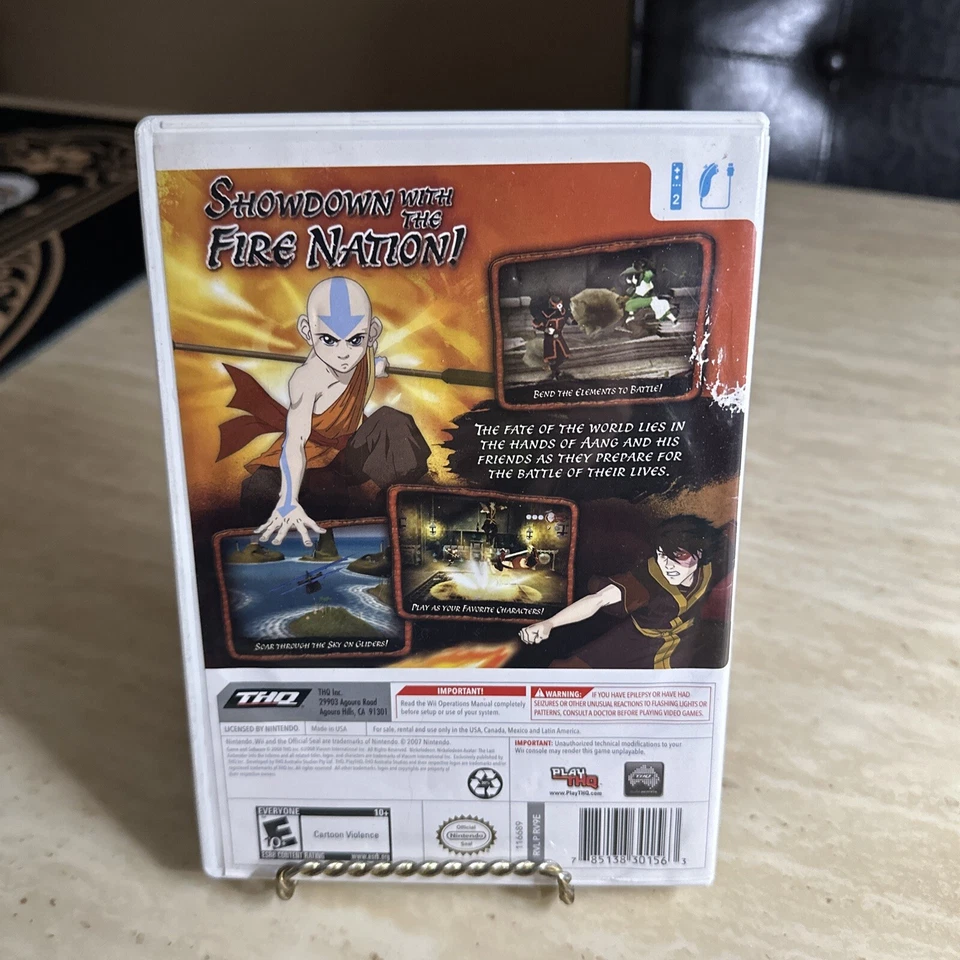 SHOWDOWN WITH
THE
FIRE NATION!
2
BEND THE ELEMENTS TO BATTLE!
THE FATE OF THE WORLD LIES IN
THE HANDS OF AANG AND HIS
FRIENDS AS THEY PREPARE FOR
THE BATTLE OF THEIR LIVES.
PLAY AS YOUR FAVORITE CHARACTERS!
SOAR THROUGH THE SKY ON GLIDERS!
THQ
THQ Inc.
29903 Agoura Road
Agoura Hills, CA 91301
IMPORTANT!
Read the Wii Operations Manual completely
before setup or use of your system.
WARNING: IF YOU HAVE EPILEPSY OR HAVE HAD
SEIZURES OR OTHER UNUSUAL REACTIONS TO FLASHING LIGHTS OR
PATTERNS, CONSULT A DOCTOR BEFORE PLAYING VIDEO GAMES.
LICENSED BY NINTENDO.
Made in USA
For sale, rental and use only in the USA, Canada, Mexico and Latin America.
Nintendo, Wii and the Official Seal are trademarks of Nintendo. © 2007 Nintendo.
IMPORTANT: Unauthorized technical modifications to your
Wii console may render this game unplayable.
PLAY
THQ
www.PlayTHQ.com
EVERYONE 10+
E
10+
Cartoon Violence
ESRB CONTENT RATING www.esrb.org
Official
Nintendo
Seal
116689
RVL P RV9E
7 85138 30156 3